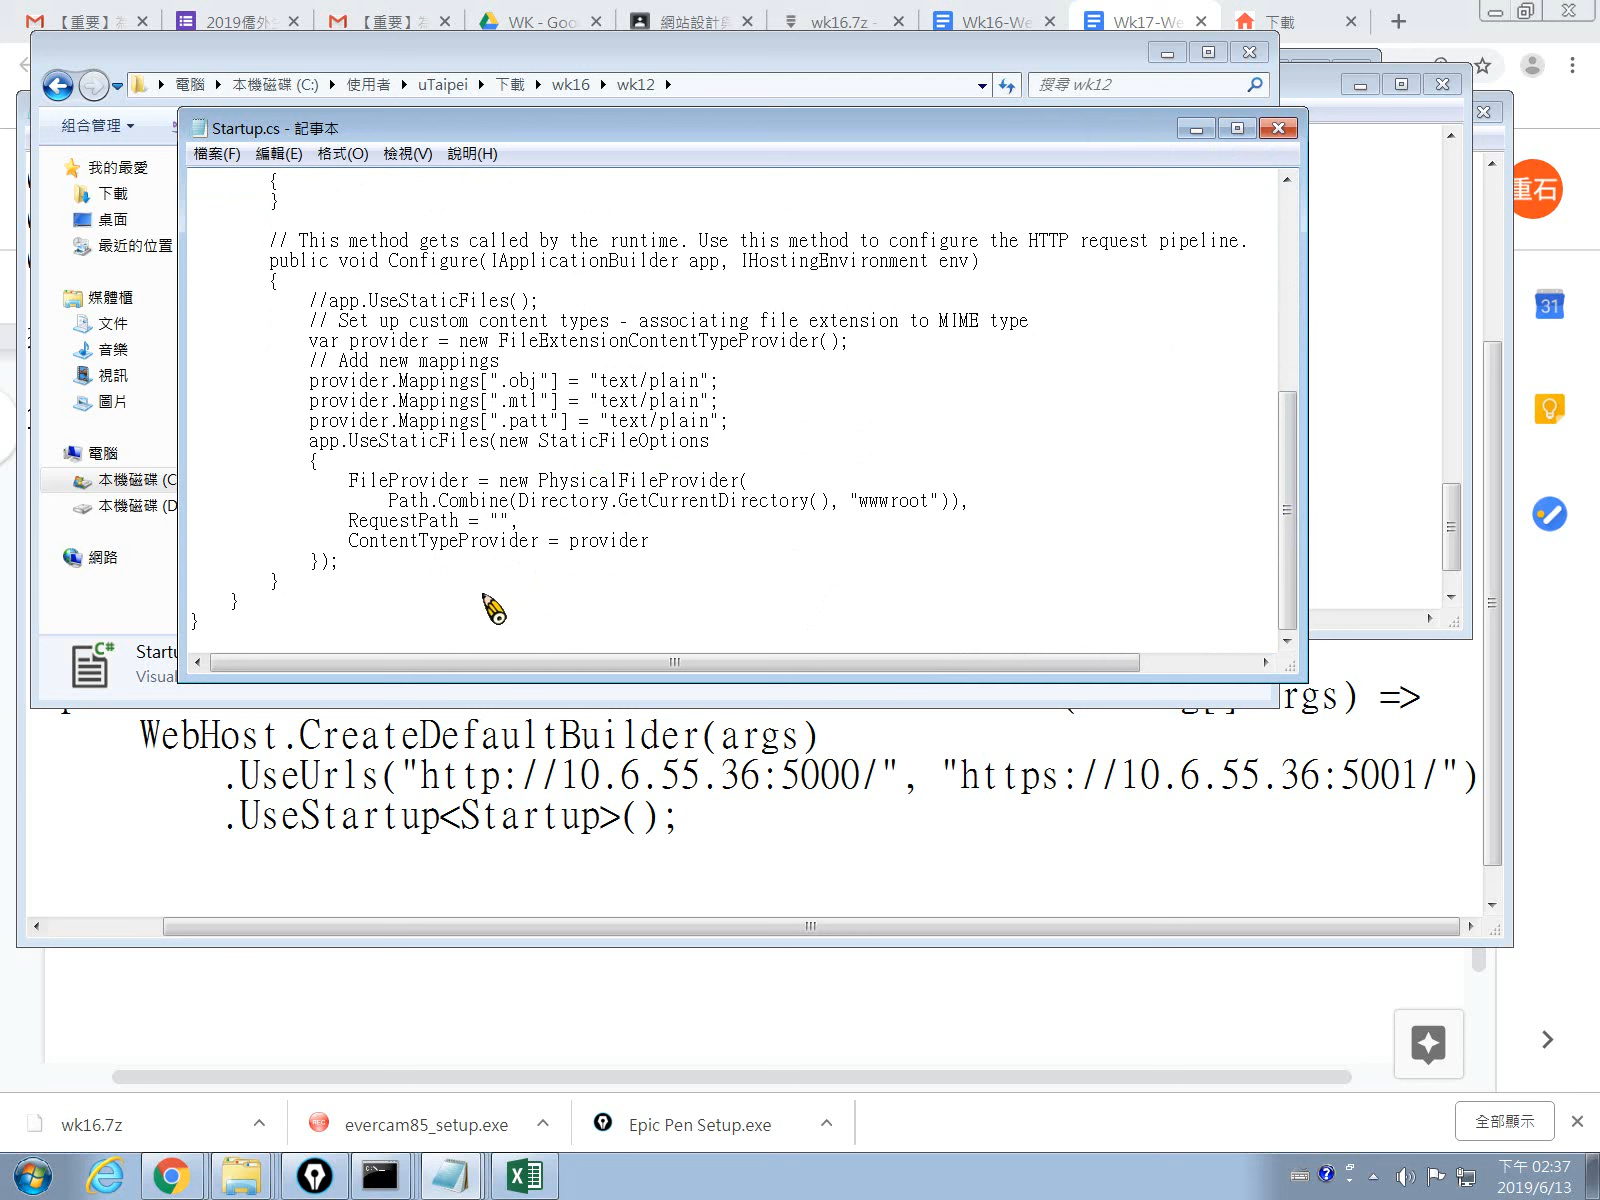 【重要】為
2019僑外
【重要】為
WK - Goo
網站設計與
wk16.7z -
Wk16-We
Wk17-We
下載
電腦 本機磁碟 (C:) 使用者 uTaipei 下載 wk16 wk12
搜尋 wk12
組合管理
Startup.cs - 記事本
檔案(F) 編輯(E) 格式(O) 檢視(V) 說明(H)
我的最愛
下載
桌面
最近的位置
媒體櫃
文件
音樂
視訊
圖片
電腦
本機磁碟 (C
本機磁碟 (D
網路
{
}
// This method gets called by the runtime. Use this method to configure the HTTP request pipeline.
public void Configure(IApplicationBuilder app, IHostingEnvironment env)
{
//app.UseStaticFiles();
// Set up custom content types - associating file extension to MIME type
var provider = new FileExtensionContentTypeProvider();
// Add new mappings
provider.Mappings[".obj"] = "text/plain";
provider.Mappings[".mtl"] = "text/plain";
provider.Mappings[".patt"] = "text/plain";
app.UseStaticFiles(new StaticFileOptions
{
FileProvider = new PhysicalFileProvider(
Path.Combine(Directory.GetCurrentDirectory(), "wwwroot")),
RequestPath = "",
ContentTypeProvider = provider
});
}
}
}
Startu
Visual
重石
31
rgs) =>
WebHost.CreateDefaultBuilder(args)
.UseUrls("http://10.6.55.36:5000/", "https://10.6.55.36:5001/")
.UseStartup<Startup>();
wk16.7z
evercam85_setup.exe
Epic Pen Setup.exe
全部顯示
下午 02:37
2019/6/13